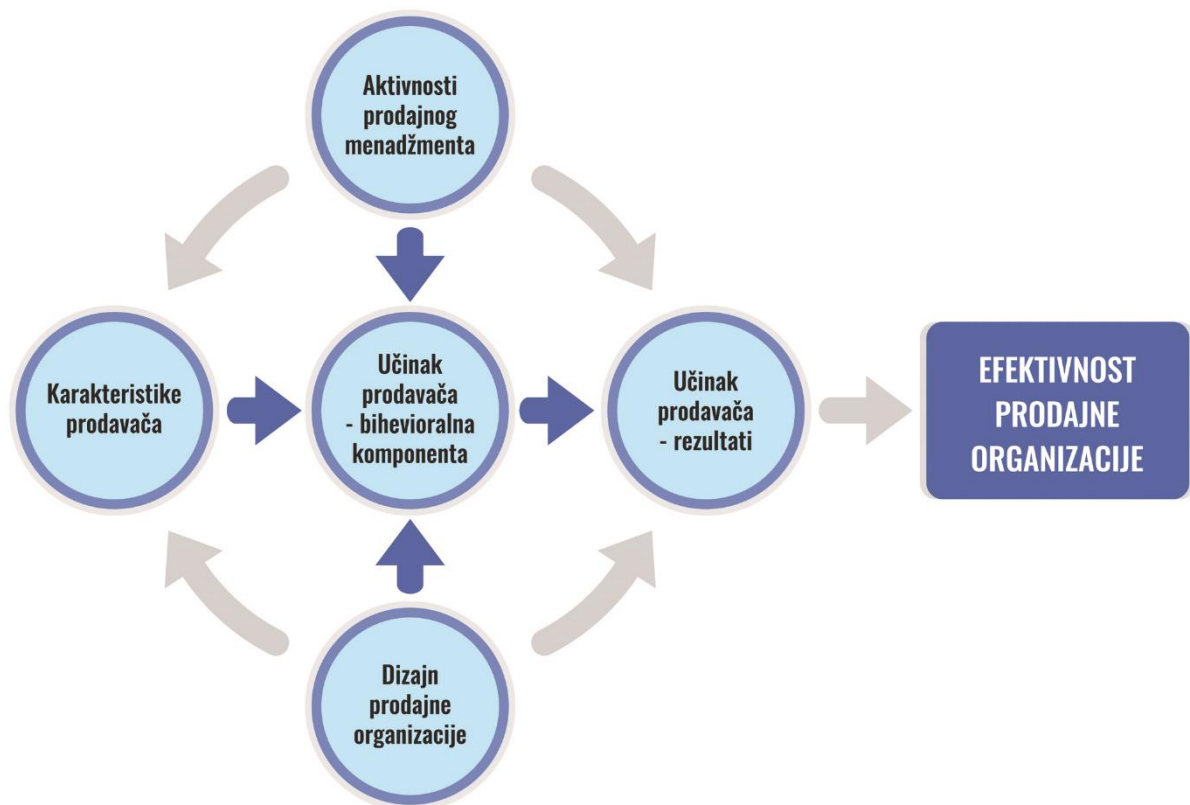 Aktivnosti
prodajnog
menadžmenta
Karakteristike
prodavača
Učinak
prodavača
- bihevioralna
komponenta
Učinak
prodavača
- rezultati
EFEKTIVNOST
PRODAJNE
ORGANIZACIJE
Dizajn
prodajne
organizacije